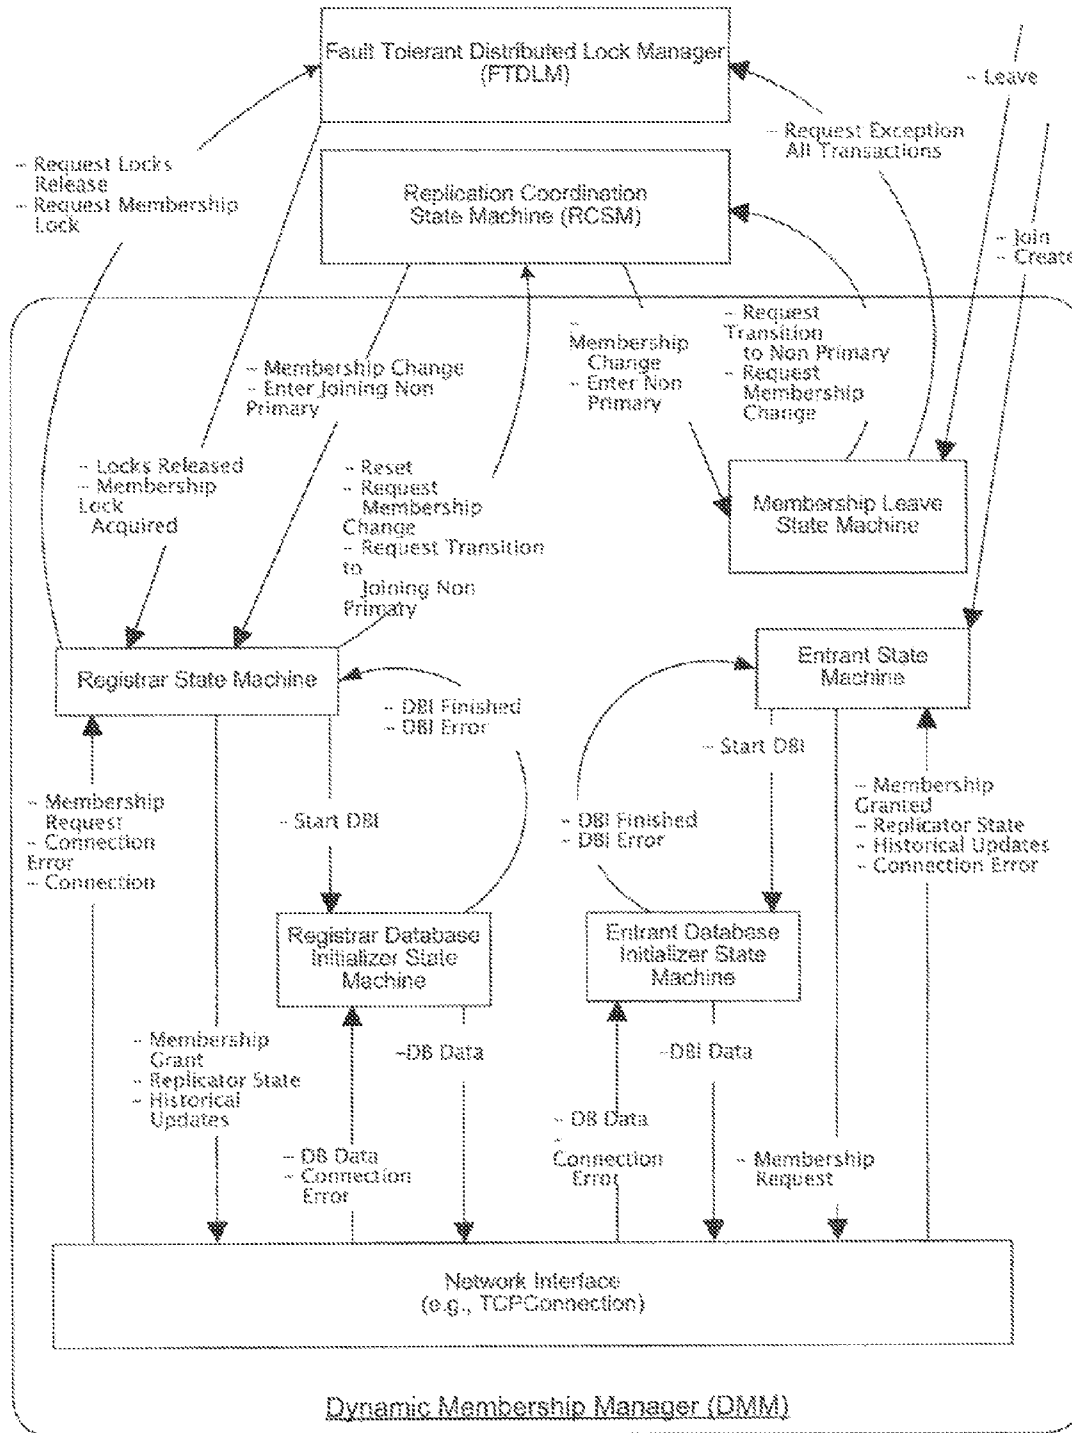 Fault Tolerant Distributed Lock Manager
(FTDLM)
- Leave
- Request Exception
All Transactions
- Request Locks
Release
- Request Membership
Lock
Replication Coordination
State Machine (RCSM)
- Join
- Create
- Membership Change
- Enter Joining Non
Primary
-
Membership
Change
- Enter Non
Primary
- Request
Transition
to Non Primary
- Request
Membership
Change
- Locks Released
- Membership
Lock
Acquired
- Reset
- Request
Membership
Change
- Request Transition
to
Joining Non
Primary
Membership Leave
State Machine
Registrar State Machine
Entrant State
Machine
- DBI Finished
- DBI Error
- Start DBI
- Membership
Request
- Connection
Error
- Connection
- Start DBI
- DBI Finished
- DBI Error
- Membership
Granted
- Replicator State
- Historical Updates
- Connection Error
Registrar Database
Initializer State
Machine
Entrant Database
Initializer State
Machine
- Membership
Grant
- Replicator State
- Historical
Updates
-DB Data
-DBI Data
- DB Data
- Connection
Error
- DB Data
-
Connection
Error
- Membership
Request
Network Interface
(e.g., TCPConnection)
Dynamic Membership Manager (DMM)